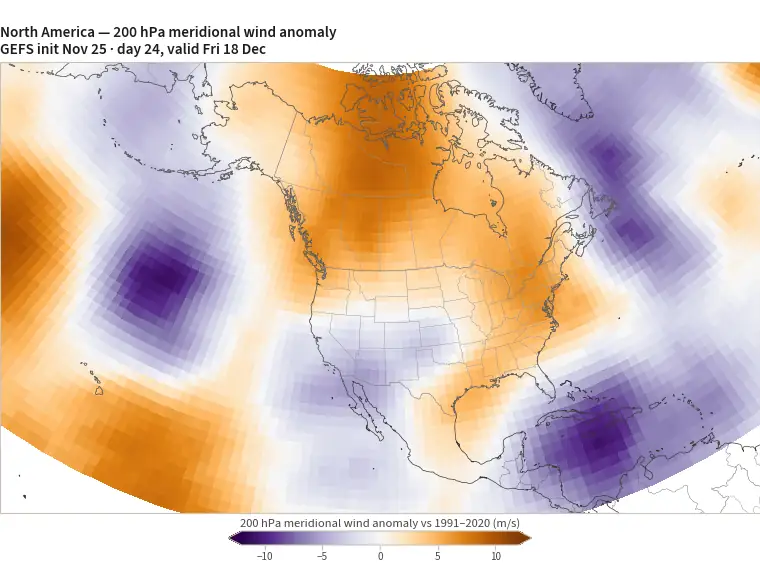 North America — 200 hPa meridional wind anomaly
GEFS init Nov 25 · day 24, valid Fri 18 Dec
200 hPa meridional wind anomaly vs 1991–2020 (m/s)
−10 −5 0 5 10